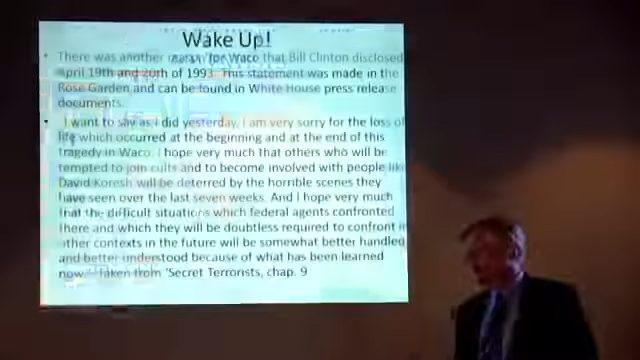 Wake Up!
• There was another for Waco that Bill Clinton disclosed
April 19th and 20th of 1993. This statement was made in the
Rose Garden and can be found in White House press release
documents.
• I want to say as I did yesterday, I am very sorry for the loss of
life which occurred at the beginning and at the end of this
tragedy in Waco. I hope very much that others who will be
tempted to join cults and to become involved with people like
David Koresh will be deterred by the horrible scenes they
have seen over the last seven weeks. And I hope very much
that the difficult situations which federal agents confronted
there and which they will be doubtless required to confront in
other contexts in the future will be somewhat better handled
and better understood because of what has been learned
now." Taken from 'Secret Terrorists, chap. 9